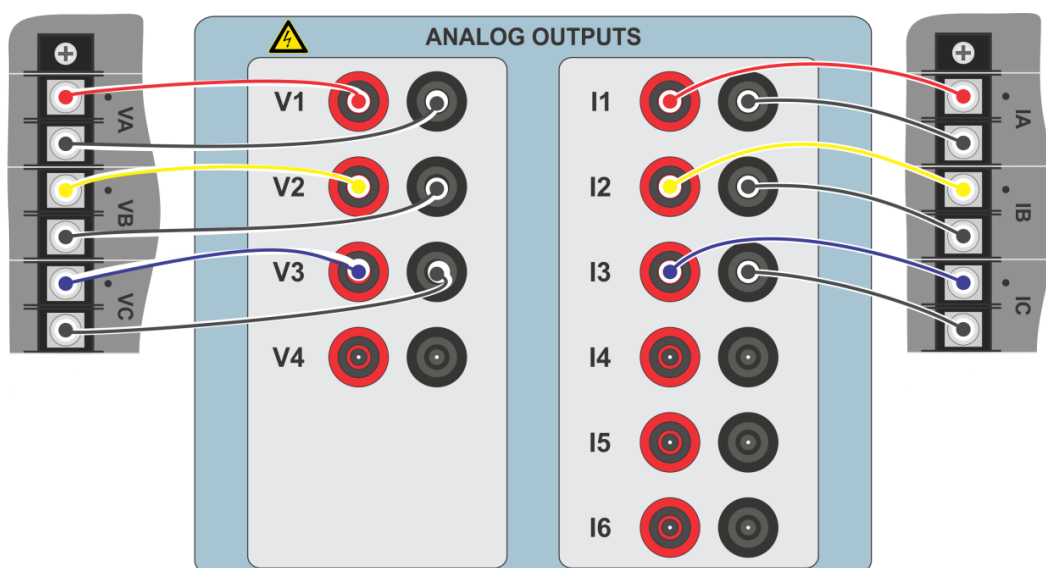 ANALOG OUTPUTS
VA
VB
VC
V1
V2
V3
V4
I1
I2
I3
I4
I5
I6
IA
IB
IC